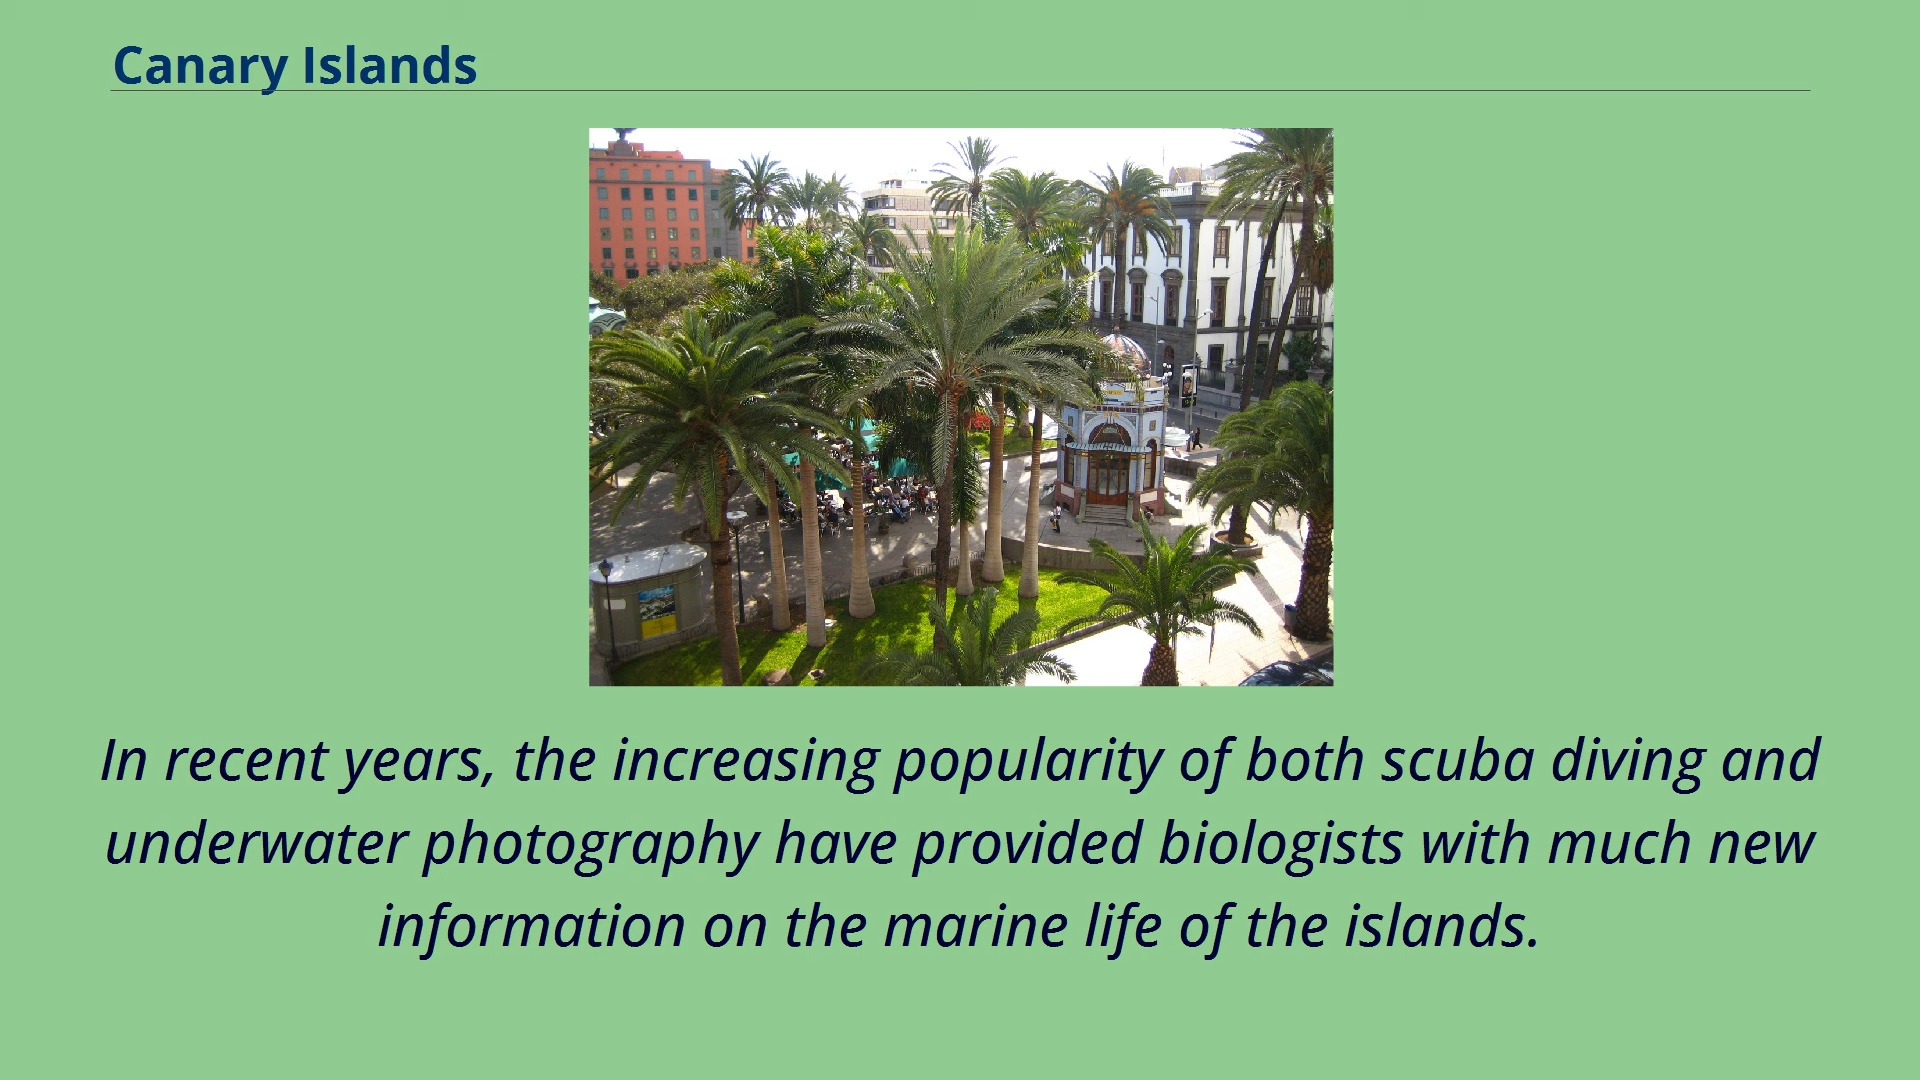 Canary Islands
In recent years, the increasing popularity of both scuba diving and
underwater photography have provided biologists with much new
information on the marine life of the islands.